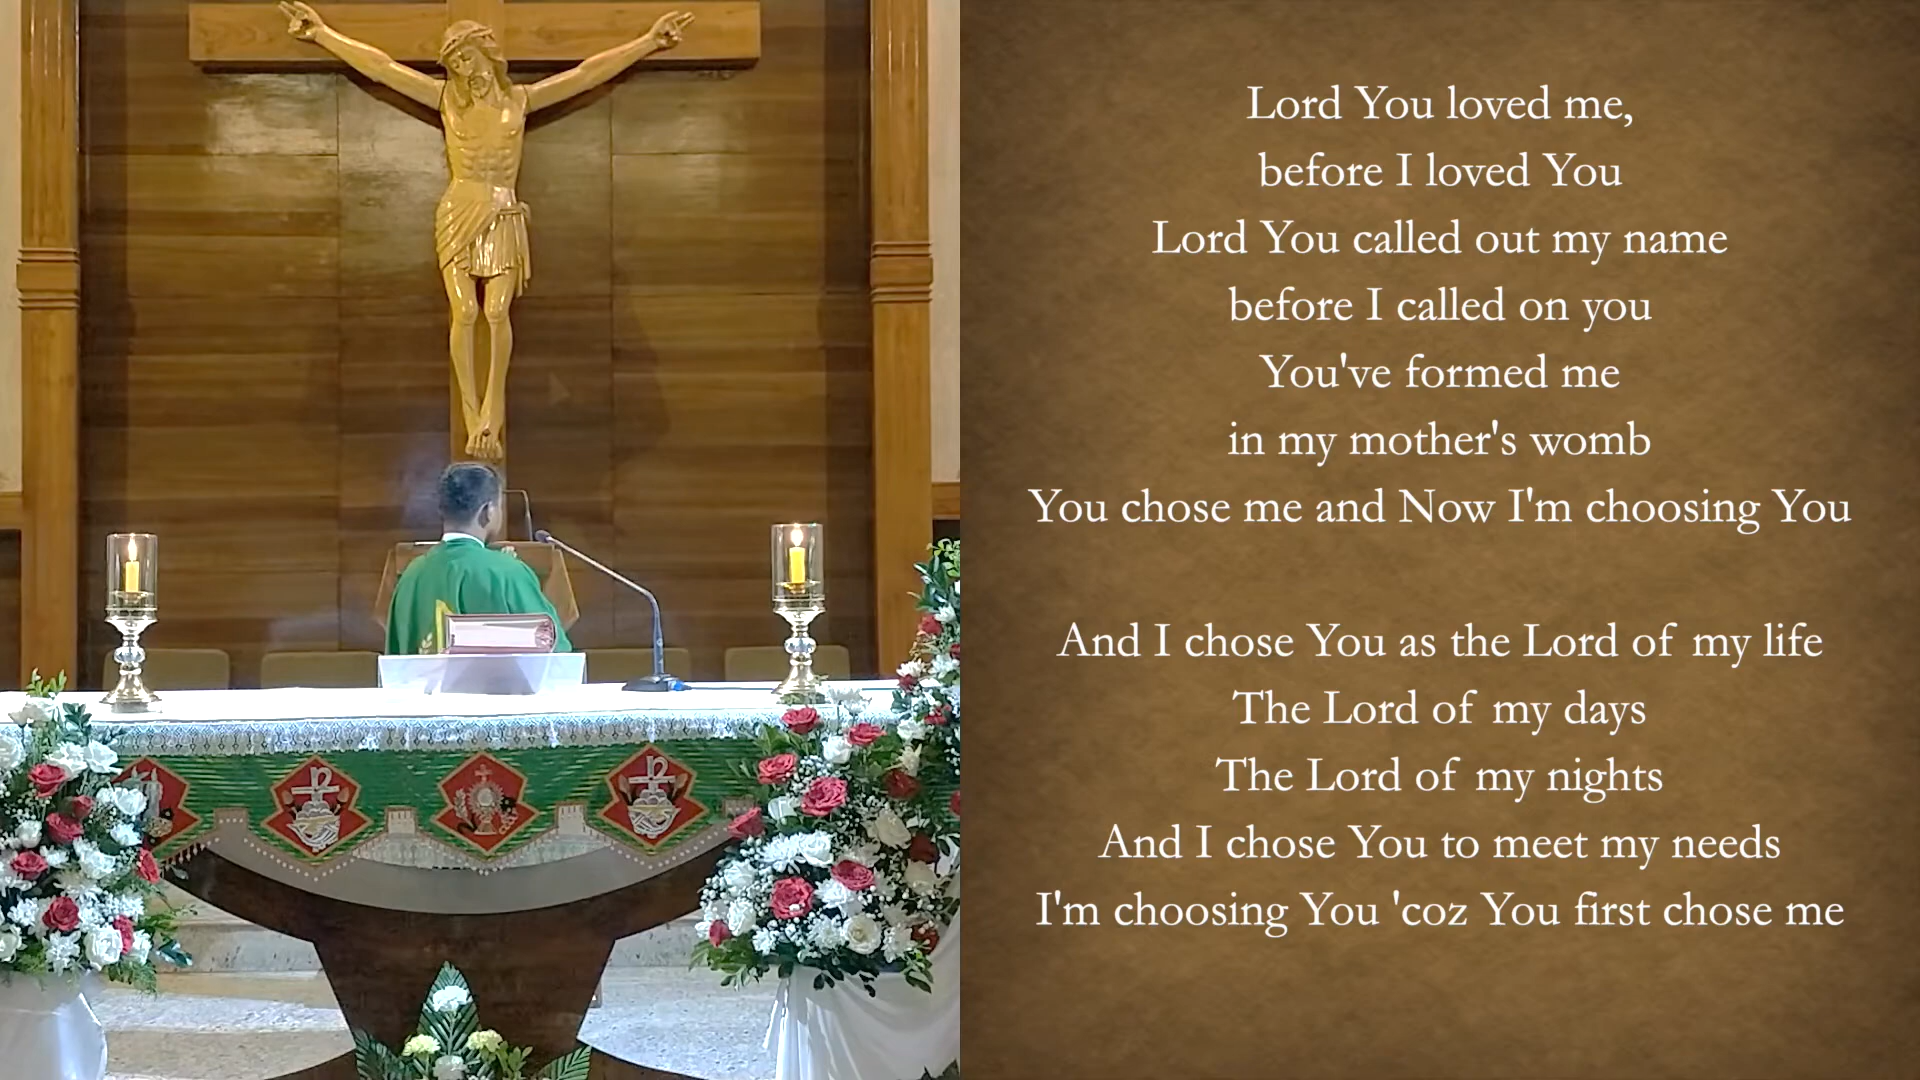 Lord You loved me,
before I loved You
Lord You called out my name
before I called on you
You've formed me
in my mother's womb
You chose me and Now I'm choosing You
And I chose You as the Lord of my life
The Lord of my days
The Lord of my nights
And I chose You to meet my needs
I'm choosing You 'coz You first chose me